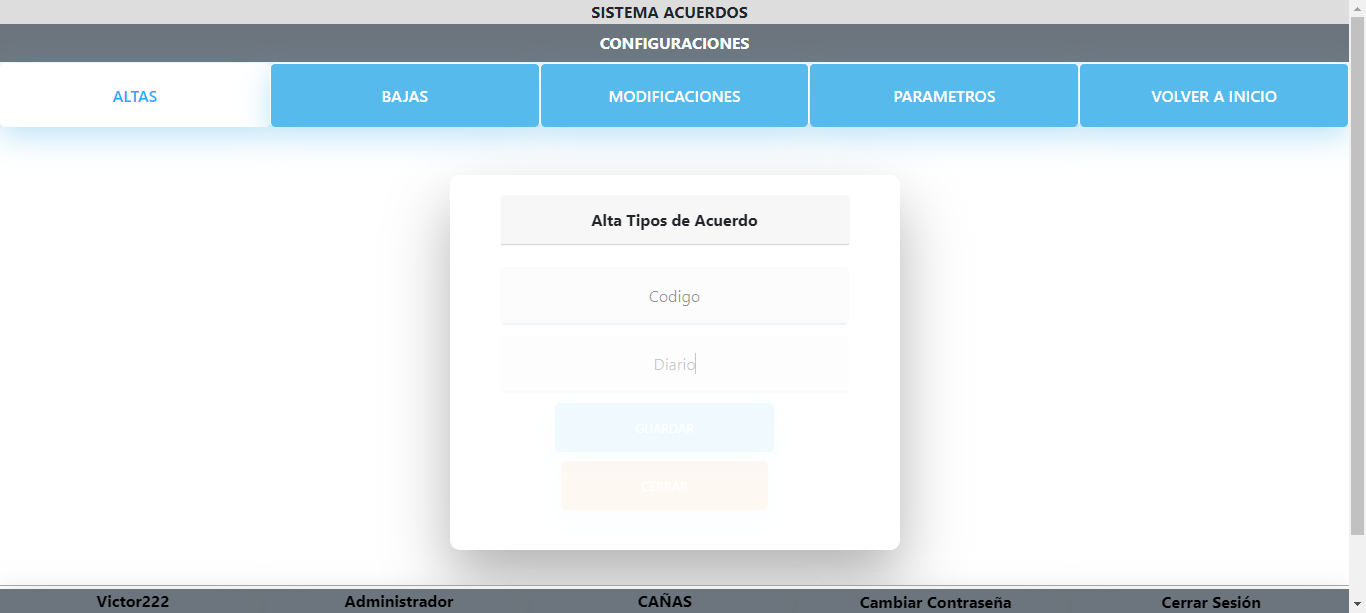 SISTEMA ACUERDOS
CONFIGURACIONES
ALTAS BAJAS MODIFICACIONES PARAMETROS VOLVER A INICIO
Alta Tipos de Acuerdo
Codigo
Diario
GUARDAR
CERRAR
Victor222 Administrador CAÑAS Cambiar Contraseña Cerrar Sesión